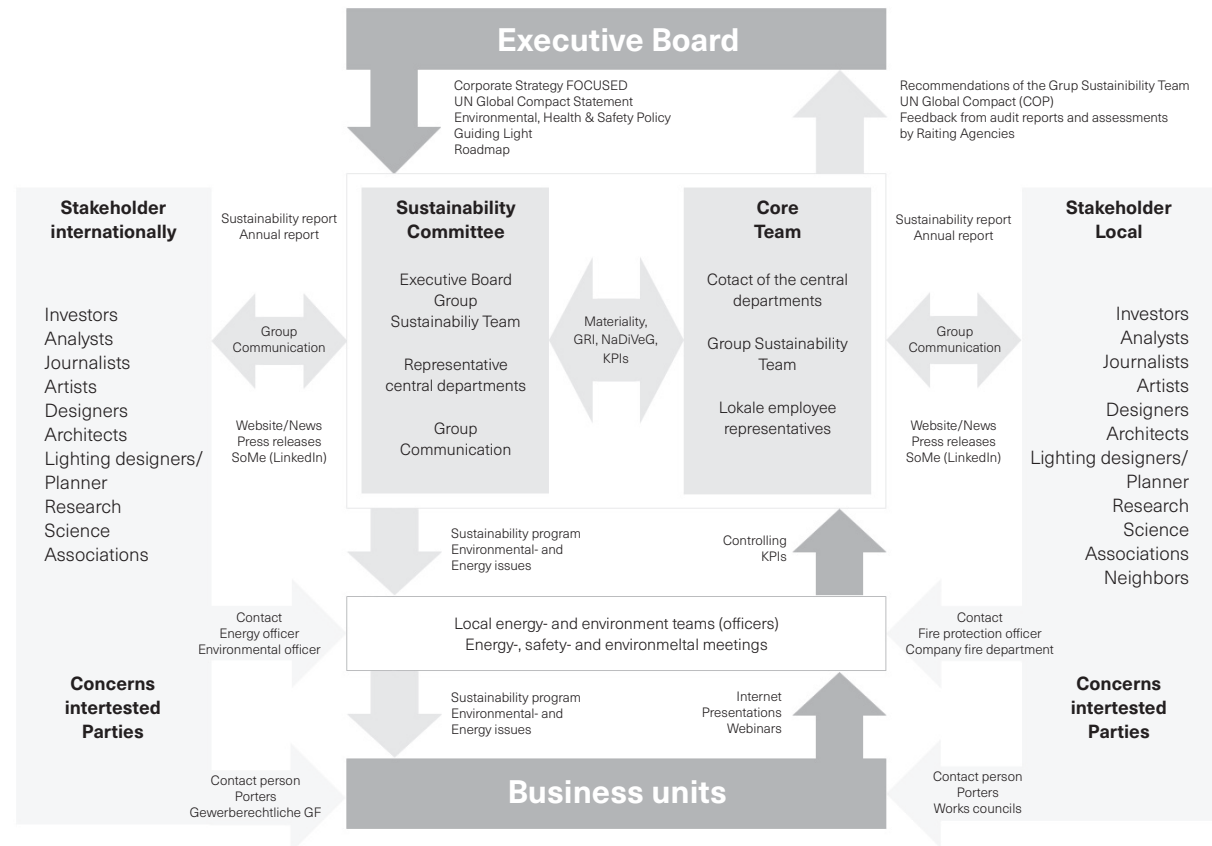 Executive Board
Corporate Strategy FOCUSED
UN Global Compact Statement
Environmental, Health & Safety Policy
Guiding Light
Roadmap
Recommendations of the Grup Sustainibility Team
UN Global Compact (COP)
Feedback from audit reports and assessments
by Raiting Agencies
Stakeholder
internationally
Investors
Analysts
Journalists
Artists
Designers
Architects
Lighting designers/
Planner
Research
Science
Associations
Concerns
intertested
Parties
Sustainability report
Annual report
Group
Communication
Website/News
Press releases
SoMe (LinkedIn)
Sustainability
Committee
Executive Board
Group
Sustainabiliy Team
Representative
central departments
Group
Communication
Materiality,
GRI, NaDiVeG,
KPIs
Core
Team
Cotact of the central
departments
Group Sustainability
Team
Lokale employee
representatives
Sustainability report
Annual report
Group
Communication
Website/News
Press releases
SoMe (LinkedIn)
Stakeholder
Local
Investors
Analysts
Journalists
Artists
Designers
Architects
Lighting designers/
Planner
Research
Science
Associations
Neighbors
Concerns
intertested
Parties
Sustainability program
Environmental- and
Energy issues
Controlling
KPIs
Contact
Energy officer
Environmental officer
Local energy- and environment teams (officers)
Energy-, safety- and environmeltal meetings
Contact
Fire protection officer
Company fire department
Sustainability program
Environmental- and
Energy issues
Internet
Presentations
Webinars
Contact person
Porters
Gewerberechtliche GF
Business units
Contact person
Porters
Works councils